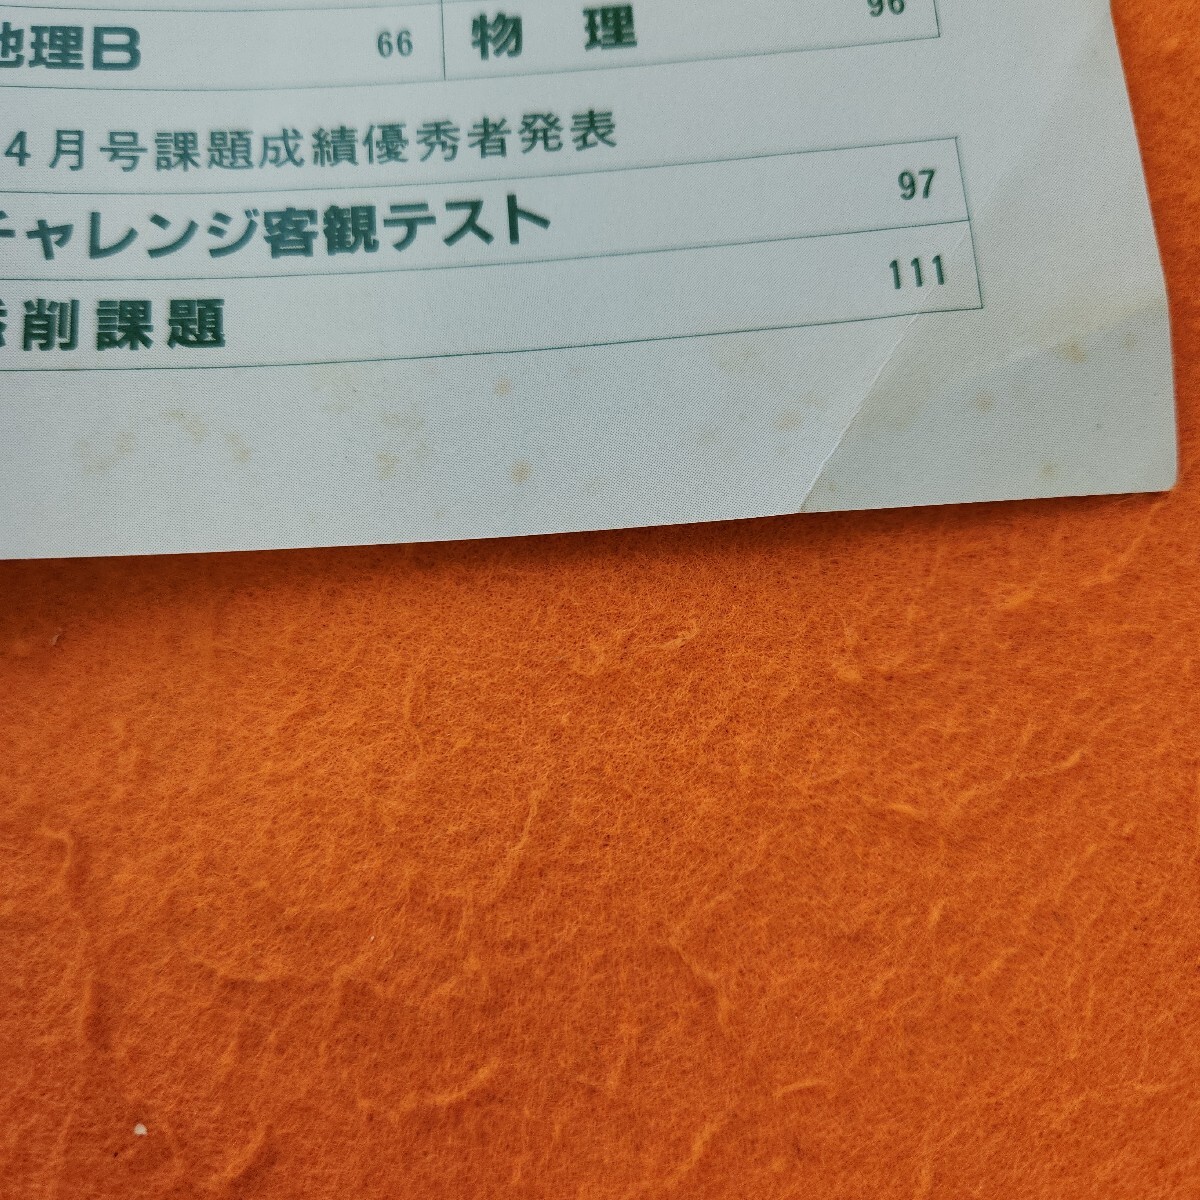 地理B 66 物理 96
4月号課題成績優秀者発表
チャレンジ客観テスト 97
添削課題 111